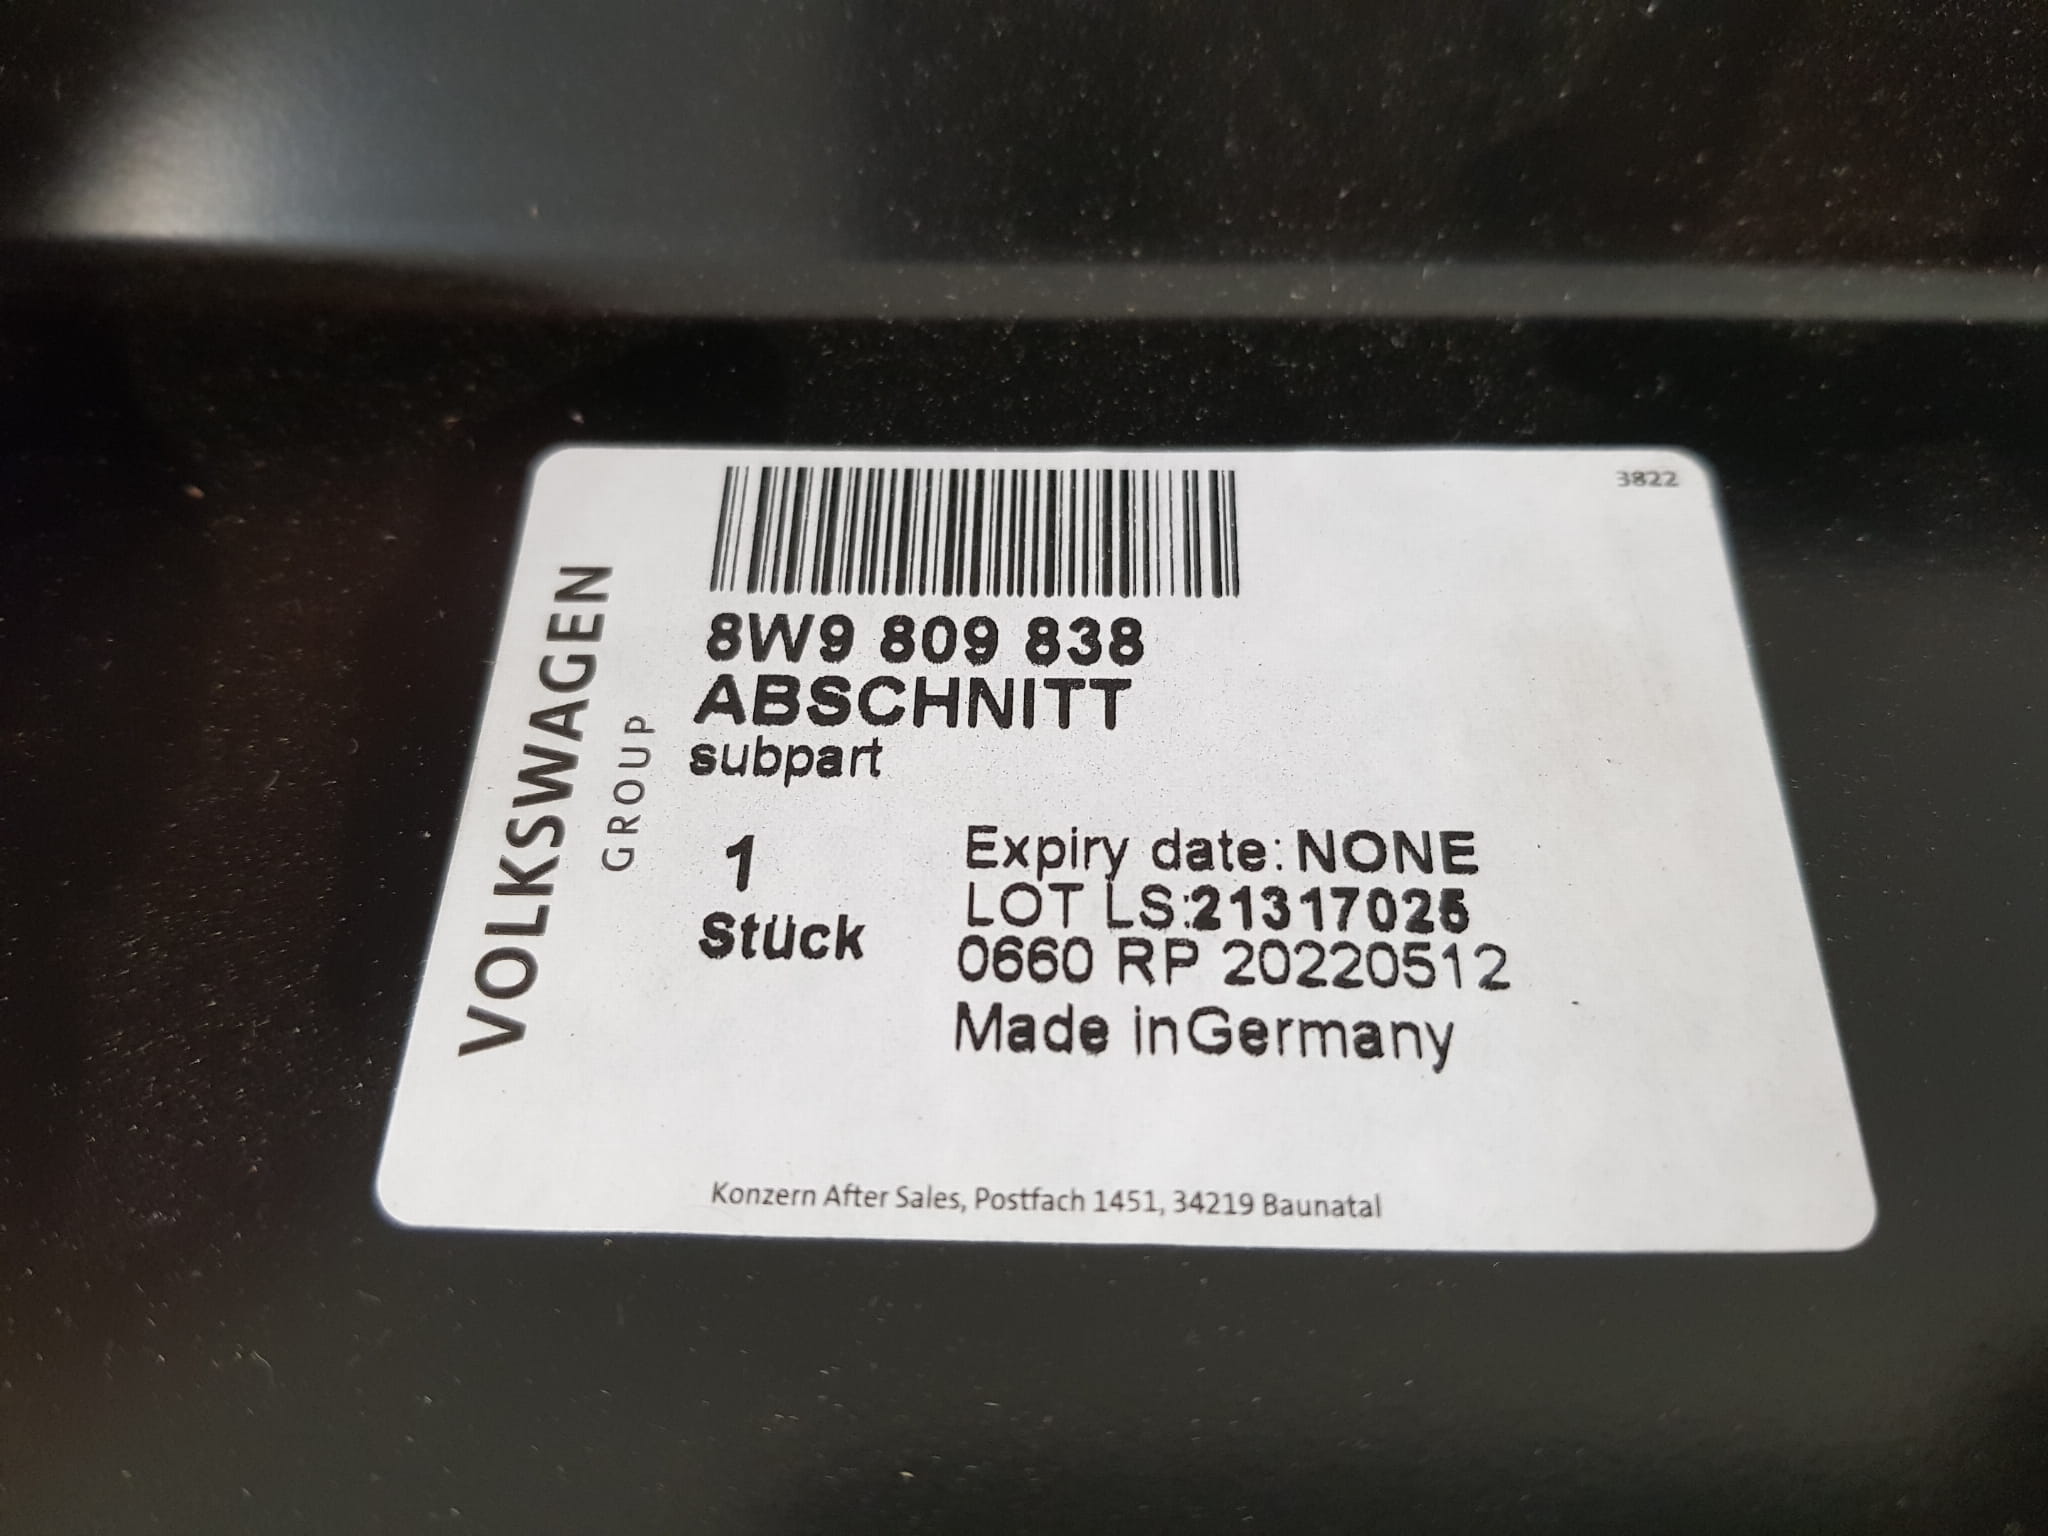 3822
8W9 809 838
ABSCHNITT
subpart
VOLKSWAGEN
GROUP
1
Stück
Expiry date: NONE
LOT LS:21317025
0660 RP 20220512
Made inGermany
Konzern After Sales, Postfach 1451, 34219 Baunatal